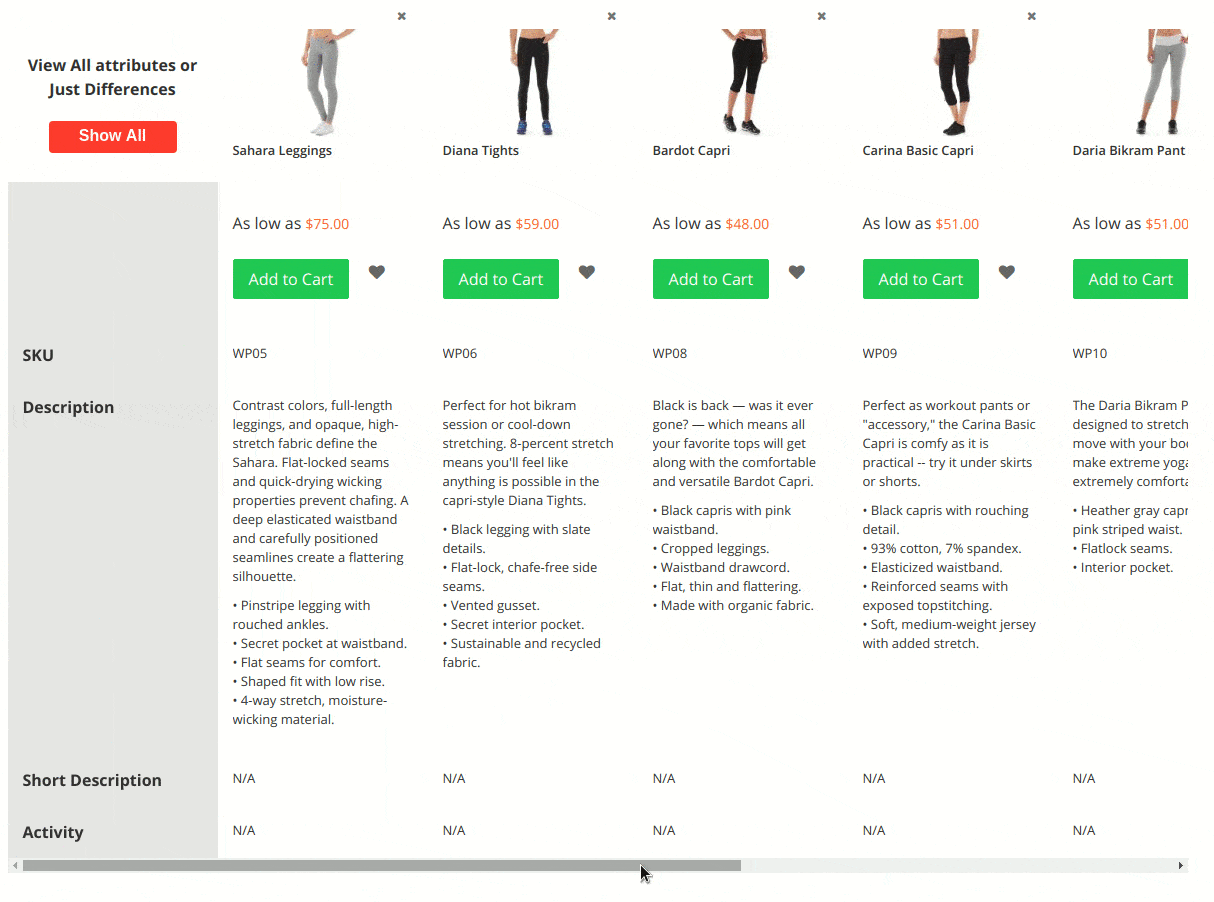 View All attributes or
Just Differences
Show All
Sahara Leggings
Diana Tights
Bardot Capri
Carina Basic Capri
Daria Bikram Pant
As low as $75.00
As low as $59.00
As low as $48.00
As low as $51.00
As low as $51.00
Add to Cart
Add to Cart
Add to Cart
Add to Cart
Add to Cart
SKU
WP05
WP06
WP08
WP09
WP10
Description
Contrast colors, full-length
leggings, and opaque, high-
stretch fabric define the
Sahara. Flat-locked seams
and quick-drying wicking
properties prevent chafing. A
deep elasticated waistband
and carefully positioned
seamlines create a flattering
silhouette.
• Pinstripe legging with
rouched ankles.
• Secret pocket at waistband.
• Flat seams for comfort.
• Shaped fit with low rise.
• 4-way stretch, moisture-
wicking material.
Perfect for hot bikram
session or cool-down
stretching. 8-percent stretch
means you'll feel like
anything is possible in the
capri-style Diana Tights.
• Black legging with slate
details.
• Flat-lock, chafe-free side
seams.
• Vented gusset.
• Secret interior pocket.
• Sustainable and recycled
fabric.
Black is back — was it ever
gone? — which means all
your favorite tops will get
along with the comfortable
and versatile Bardot Capri.
• Black capris with pink
waistband.
• Cropped leggings.
• Waistband drawcord.
• Flat, thin and flattering.
• Made with organic fabric.
Perfect as workout pants or
"accessory," the Carina Basic
Capri is comfy as it is
practical -- try it under skirts
or shorts.
• Black capris with rouching
detail.
• 93% cotton, 7% spandex.
• Elasticized waistband.
• Reinforced seams with
exposed topstitching.
• Soft, medium-weight jersey
with added stretch.
The Daria Bikram P
designed to stretch
move with your
make extreme
extremely
• Heather gray
pink striped waist.
• Flatlock seams.
• Interior pocket.
Short Description
N/A
N/A
N/A
N/A
N/A
Activity
N/A
N/A
N/A
N/A
N/A